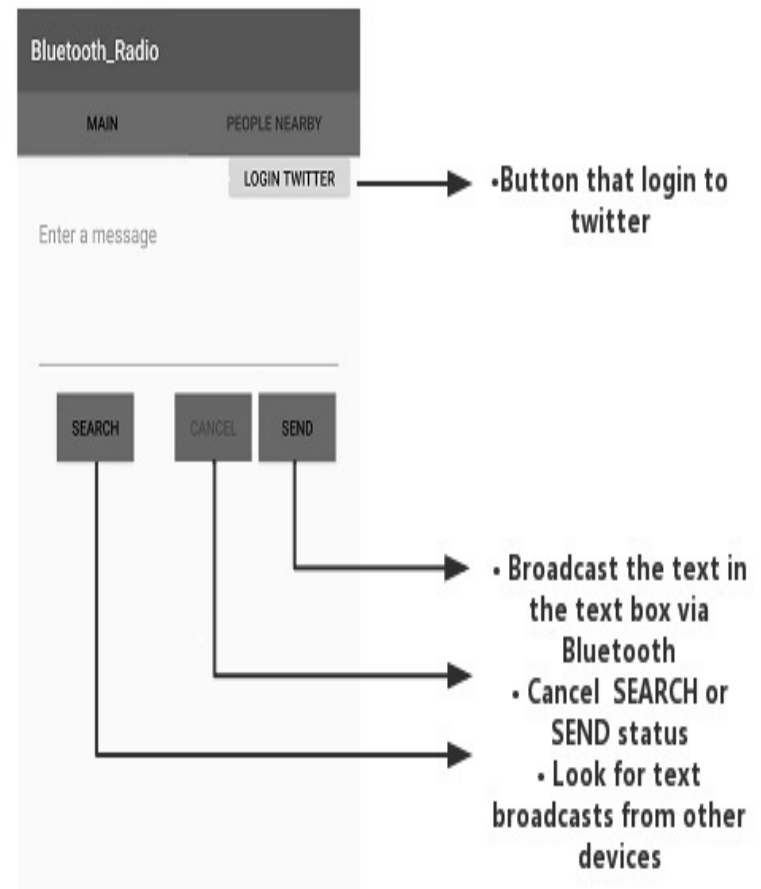 Bluetooth_Radio
MAIN PEOPLE NEARBY
LOGIN TWITTER
•Button that login to
twitter
Enter a message
SEARCH CANCEL SEND
• Broadcast the text in
the text box via
Bluetooth
• Cancel SEARCH or
SEND status
• Look for text
broadcasts from other
devices